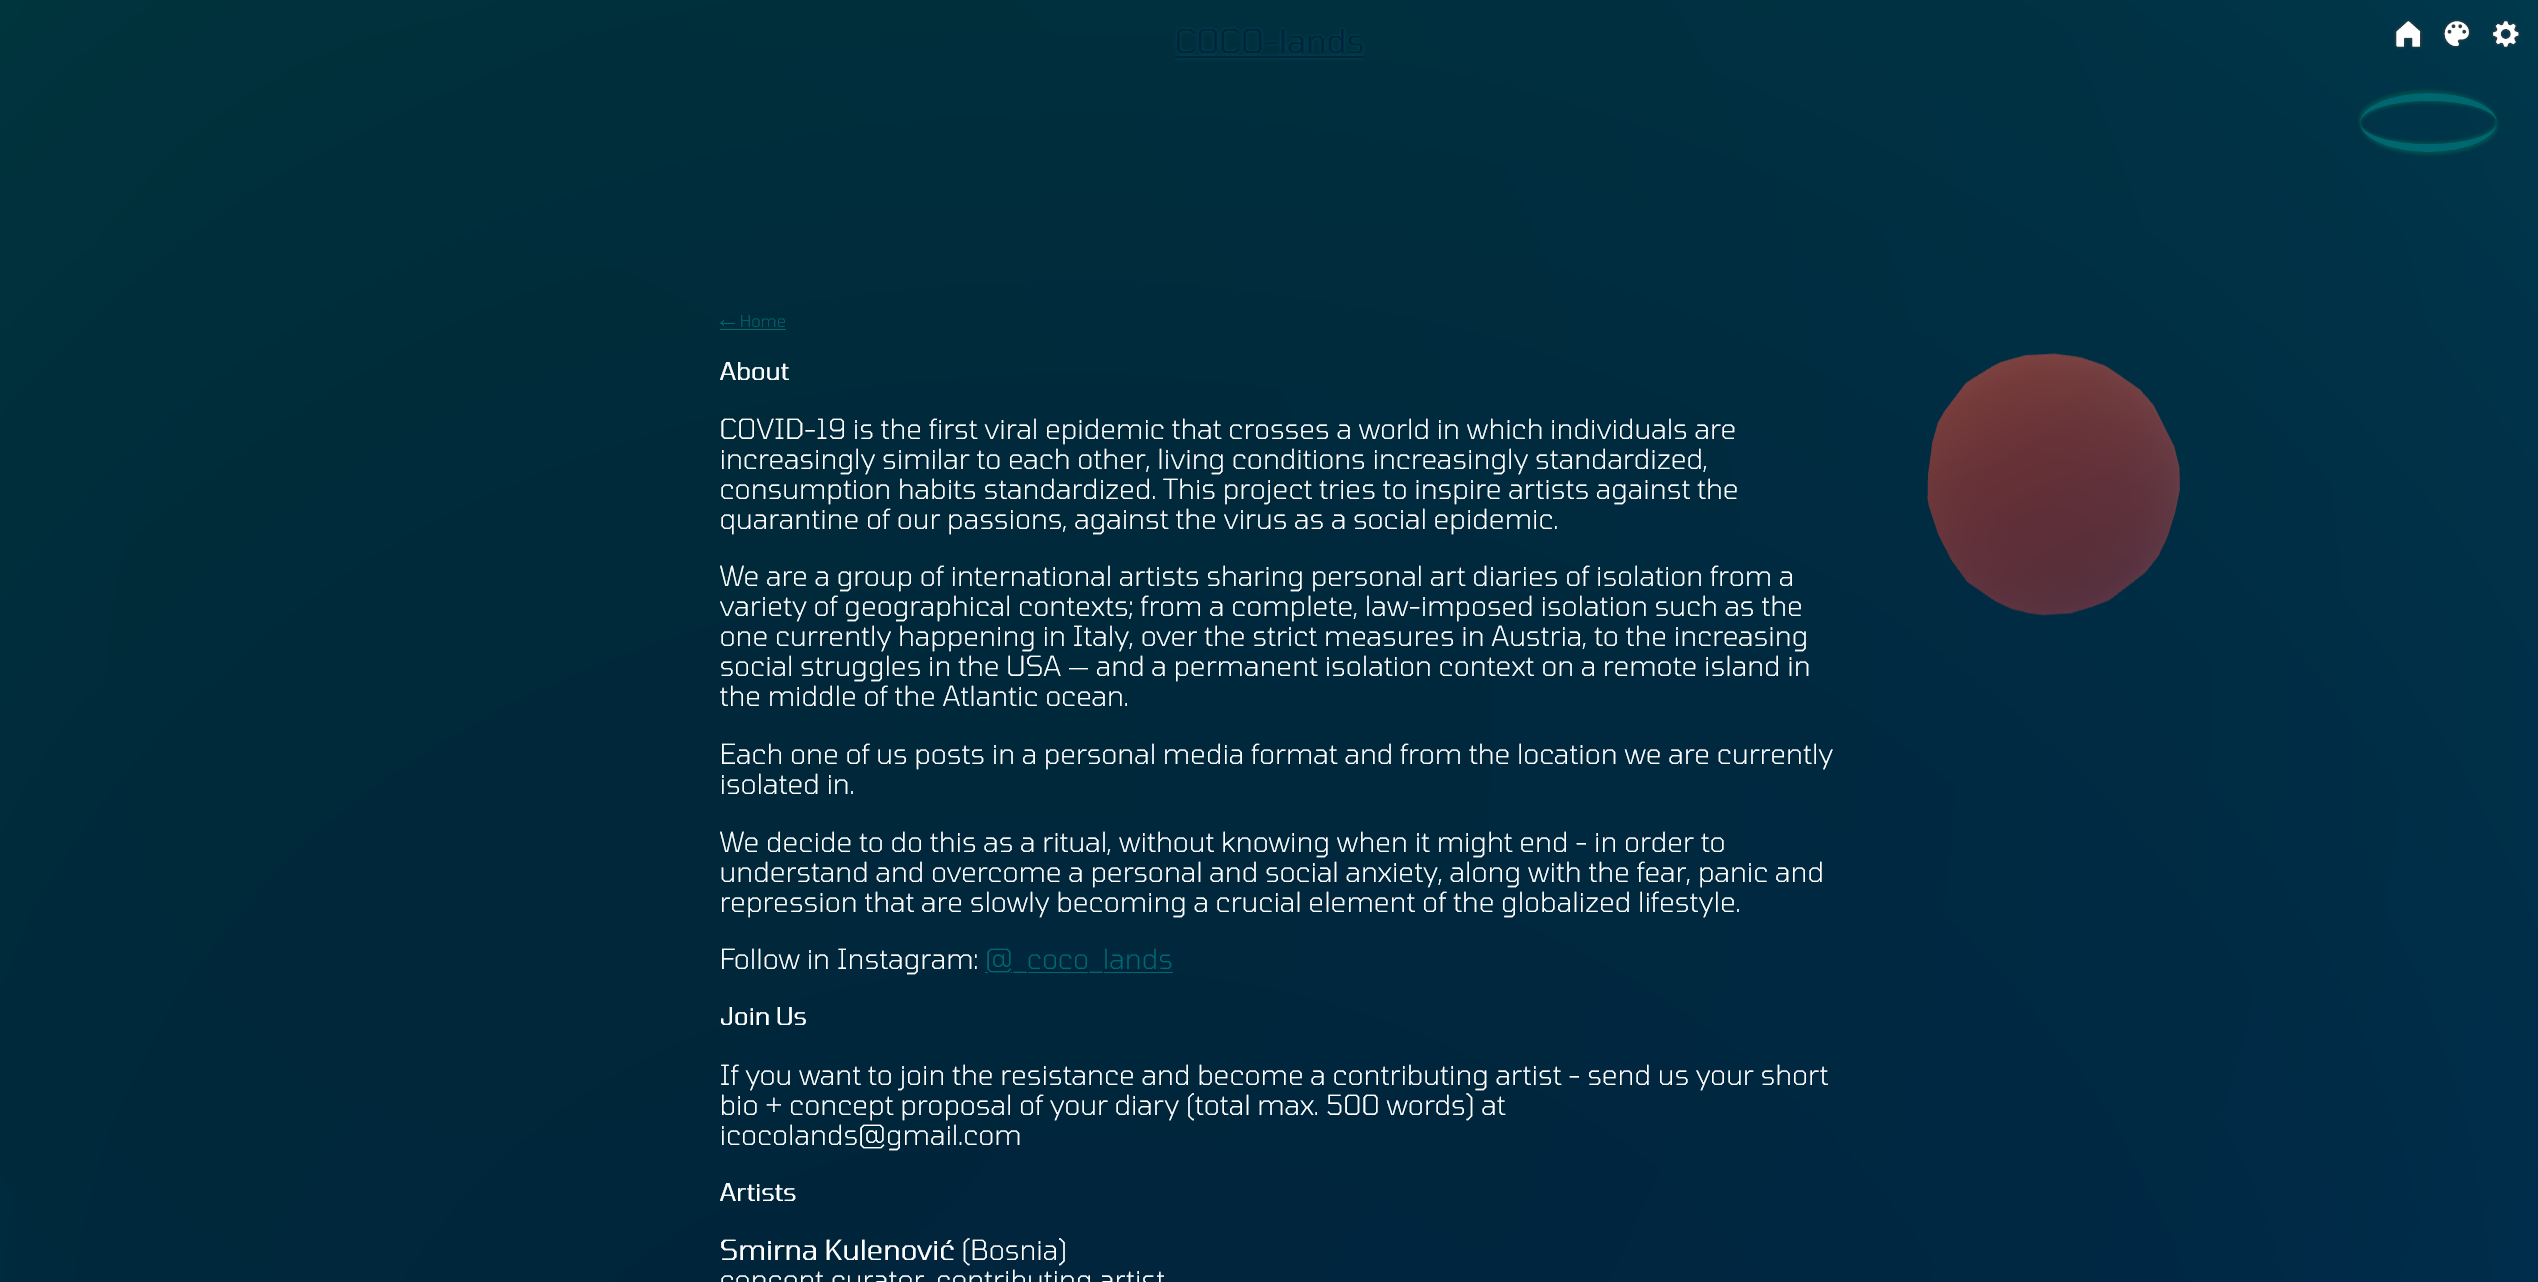 COCO-lands
← Home
About
COVID-19 is the first viral epidemic that crosses a world in which individuals are
increasingly similar to each other, living conditions increasingly standardized,
consumption habits standardized. This project tries to inspire artists against the
quarantine of our passions, against the virus as a social epidemic.
We are a group of international artists sharing personal art diaries of isolation from a
variety of geographical contexts; from a complete, law-imposed isolation such as the
one currently happening in Italy, over the strict measures in Austria, to the increasing
social struggles in the USA — and a permanent isolation context on a remote island in
the middle of the Atlantic ocean.
Each one of us posts in a personal media format and from the location we are currently
isolated in.
We decide to do this as a ritual, without knowing when it might end - in order to
understand and overcome a personal and social anxiety, along with the fear, panic and
repression that are slowly becoming a crucial element of the globalized lifestyle.
Follow in Instagram: @_coco_lands
Join Us
If you want to join the resistance and become a contributing artist - send us your short
bio + concept proposal of your diary (total max. 500 words) at
icocolands@gmail.com
Artists
Smirna Kulenović (Bosnia)
concept curator, contributing artist